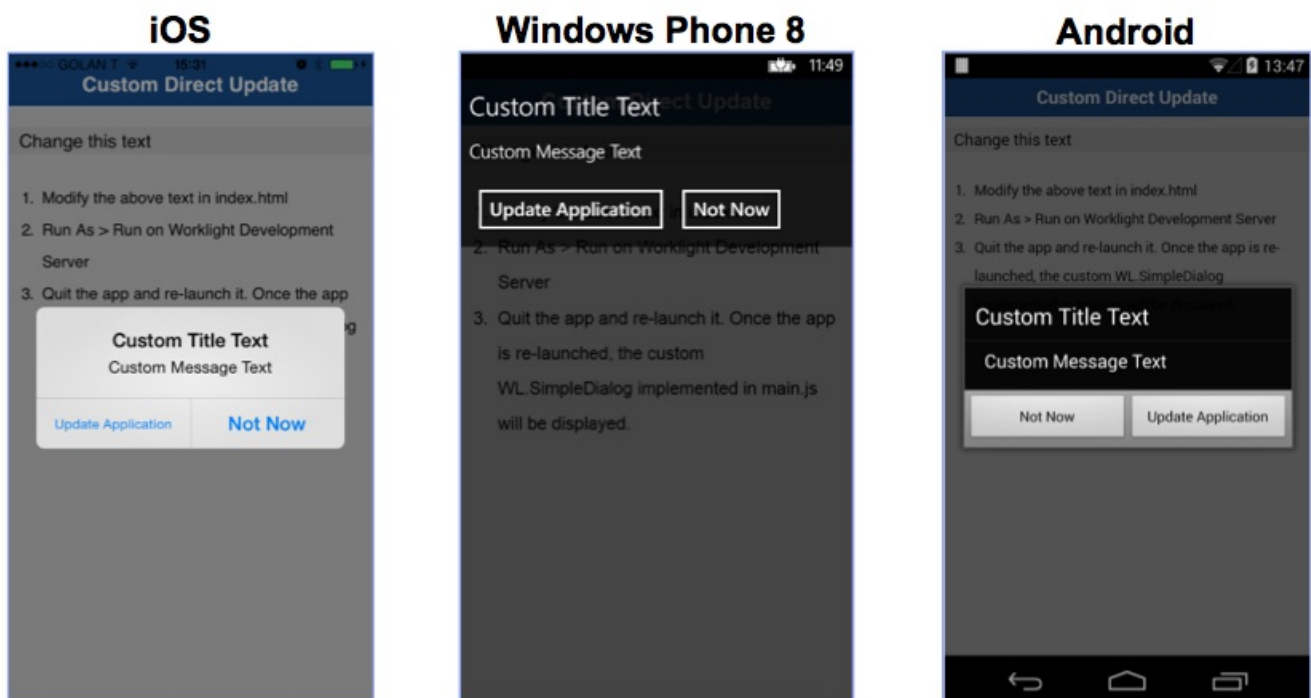 iOS
GOLAN T 15:31
Custom Direct Update
Change this text
1. Modify the above text in index.html
2. Run As > Run on Worklight Development
Server
3. Quit the app and re-launch it. Once the app
Custom Title Text
Custom Message Text
Update Application
Not Now
Windows Phone 8
11:49
Custom Title Text
Direct Update
Custom Message Text
Update Application
Not Now
2. Run As > Run on Worklight Development
Server
3. Quit the app and re-launch it. Once the app
is re-launched, the custom
WL.SimpleDialog implemented in main.js
will be displayed.
Android
13:47
Custom Direct Update
Change this text
1. Modify the above text in index.html
2. Run As > Run on Worklight Development Server
3. Quit the app and re-launch it. Once the app is re-
launched, the custom WL.SimpleDialog
Custom Title Text
Custom Message Text
Not Now
Update Application